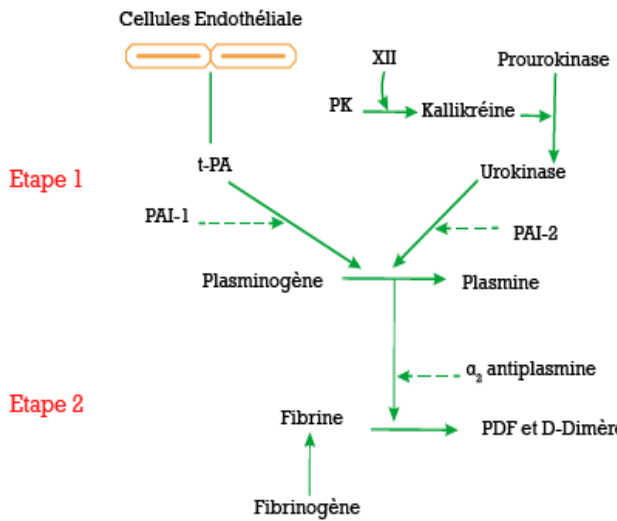 Cellules Endothéliale
XII
Prourokinase
PK
Kallikréine
Etape 1
t-PA
Urokinase
PAI-1
PAI-2
Plasminogène
Plasmine
α₂ antiplasmine
Etape 2
Fibrine
PDF et D-Dimère
Fibrinogène